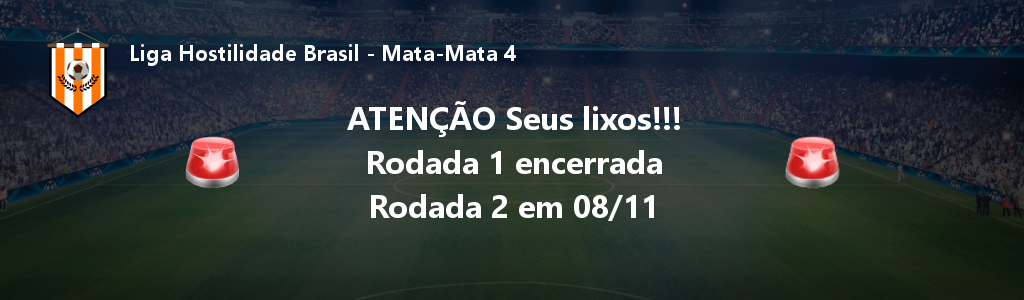 Liga Hostilidade Brasil - Mata-Mata 4
ATENÇÃO Seus lixos!!!
Rodada 1 encerrada
Rodada 2 em 08/11